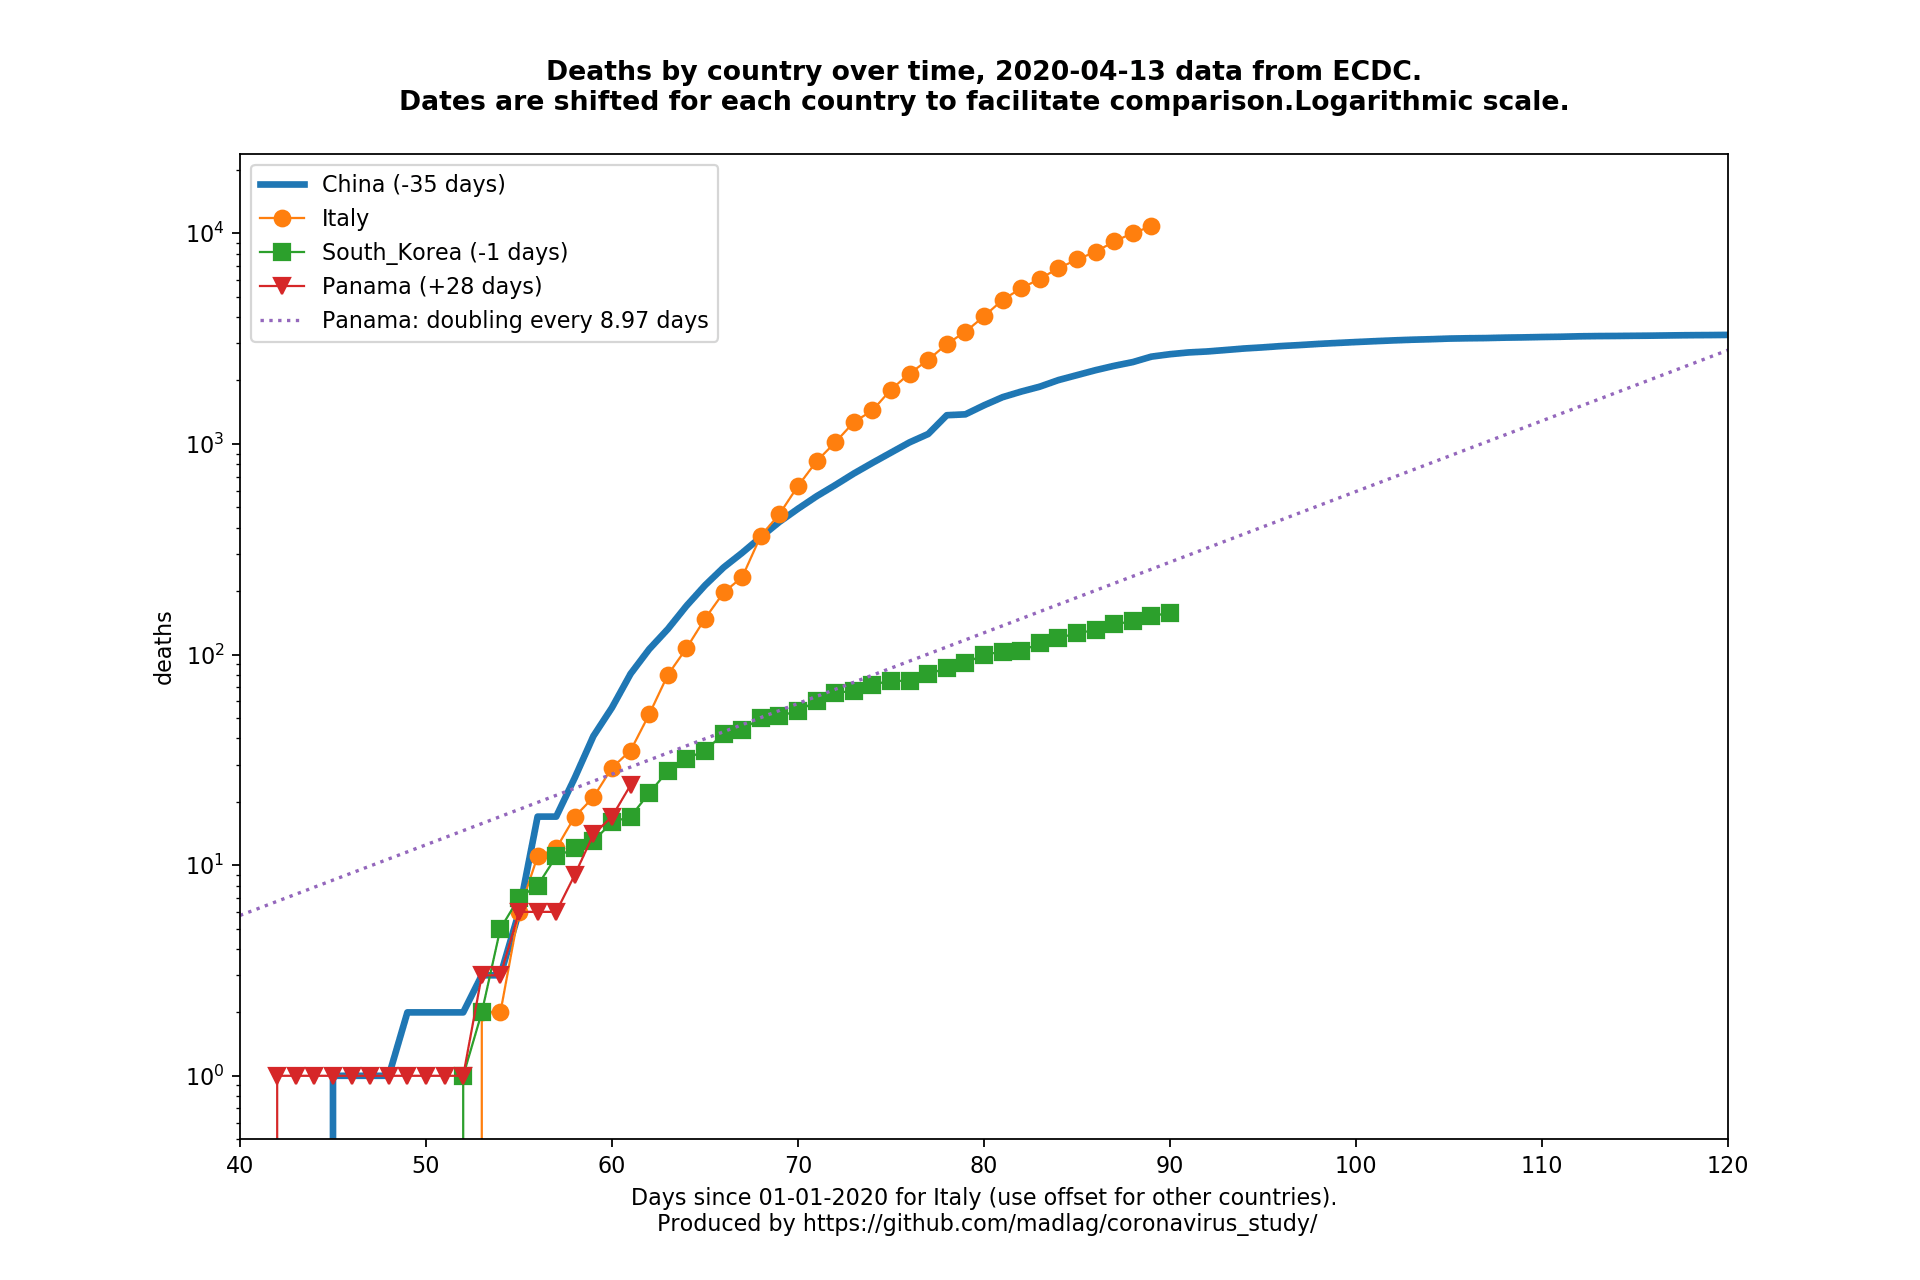 Deaths by country over time, 2020-04-13 data from ECDC.
Dates are shifted for each country to facilitate comparison.Logarithmic scale.
China (-35 days)
Italy
South_Korea (-1 days)
Panama (+28 days)
Panama: doubling every 8.97 days
deaths
10⁴
10³
10²
10¹
10⁰
40 50 60 70 80 90 100 110 120
Days since 01-01-2020 for Italy (use offset for other countries).
Produced by https://github.com/madlag/coronavirus_study/